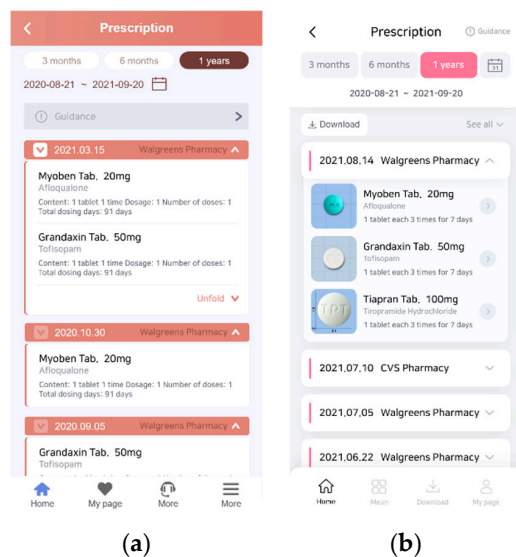 Prescription
3 months
6 months
1 years
2020-08-21 ~ 2021-09-20
Guidance
2021.03.15
Walgreens Pharmacy
Myoben Tab, 20mg
Afloqualone
Content: 1 tablet 1 time Dosage: 1 Number of doses: 1
Total dosing days: 91 days
Grandaxin Tab. 50mg
Tofisopam
Content: 1 tablet 1 time Dosage: 1 Number of doses: 1
Total dosing days: 91 days
Unfold
2020.10.30
Walgreens Pharmacy
Myoben Tab, 20mg
Afloqualone
Content: 1 tablet 1 time Dosage: 1 Number of doses: 1
Total dosing days: 91 days
2020.09.05
Walgreens Pharmacy
Grandaxin Tab. 50mg
Tofisopam
Home
My page
More
More
(a)
Prescription
Guidance
3 months
6 months
1 years
31
2020-08-21 ~ 2021-09-20
Download
See all
2021.08.14 Walgreens Pharmacy
Myoben Tab, 20mg
Afloqualone
1 tablet each 3 times for 7 days
Grandaxin Tab. 50mg
Tofisopam
1 tablet each 3 times for 7 days
TPT
Tiapran Tab. 100mg
Tiropramide Hydrochloride
1 tablet each 3 times for 7 days
2021.07.10 CVS Pharmacy
2021.07.05 Walgreens Pharmacy
2021.06.22 Walgreens Pharmacy
Home
Meun
Download
My page
(b)